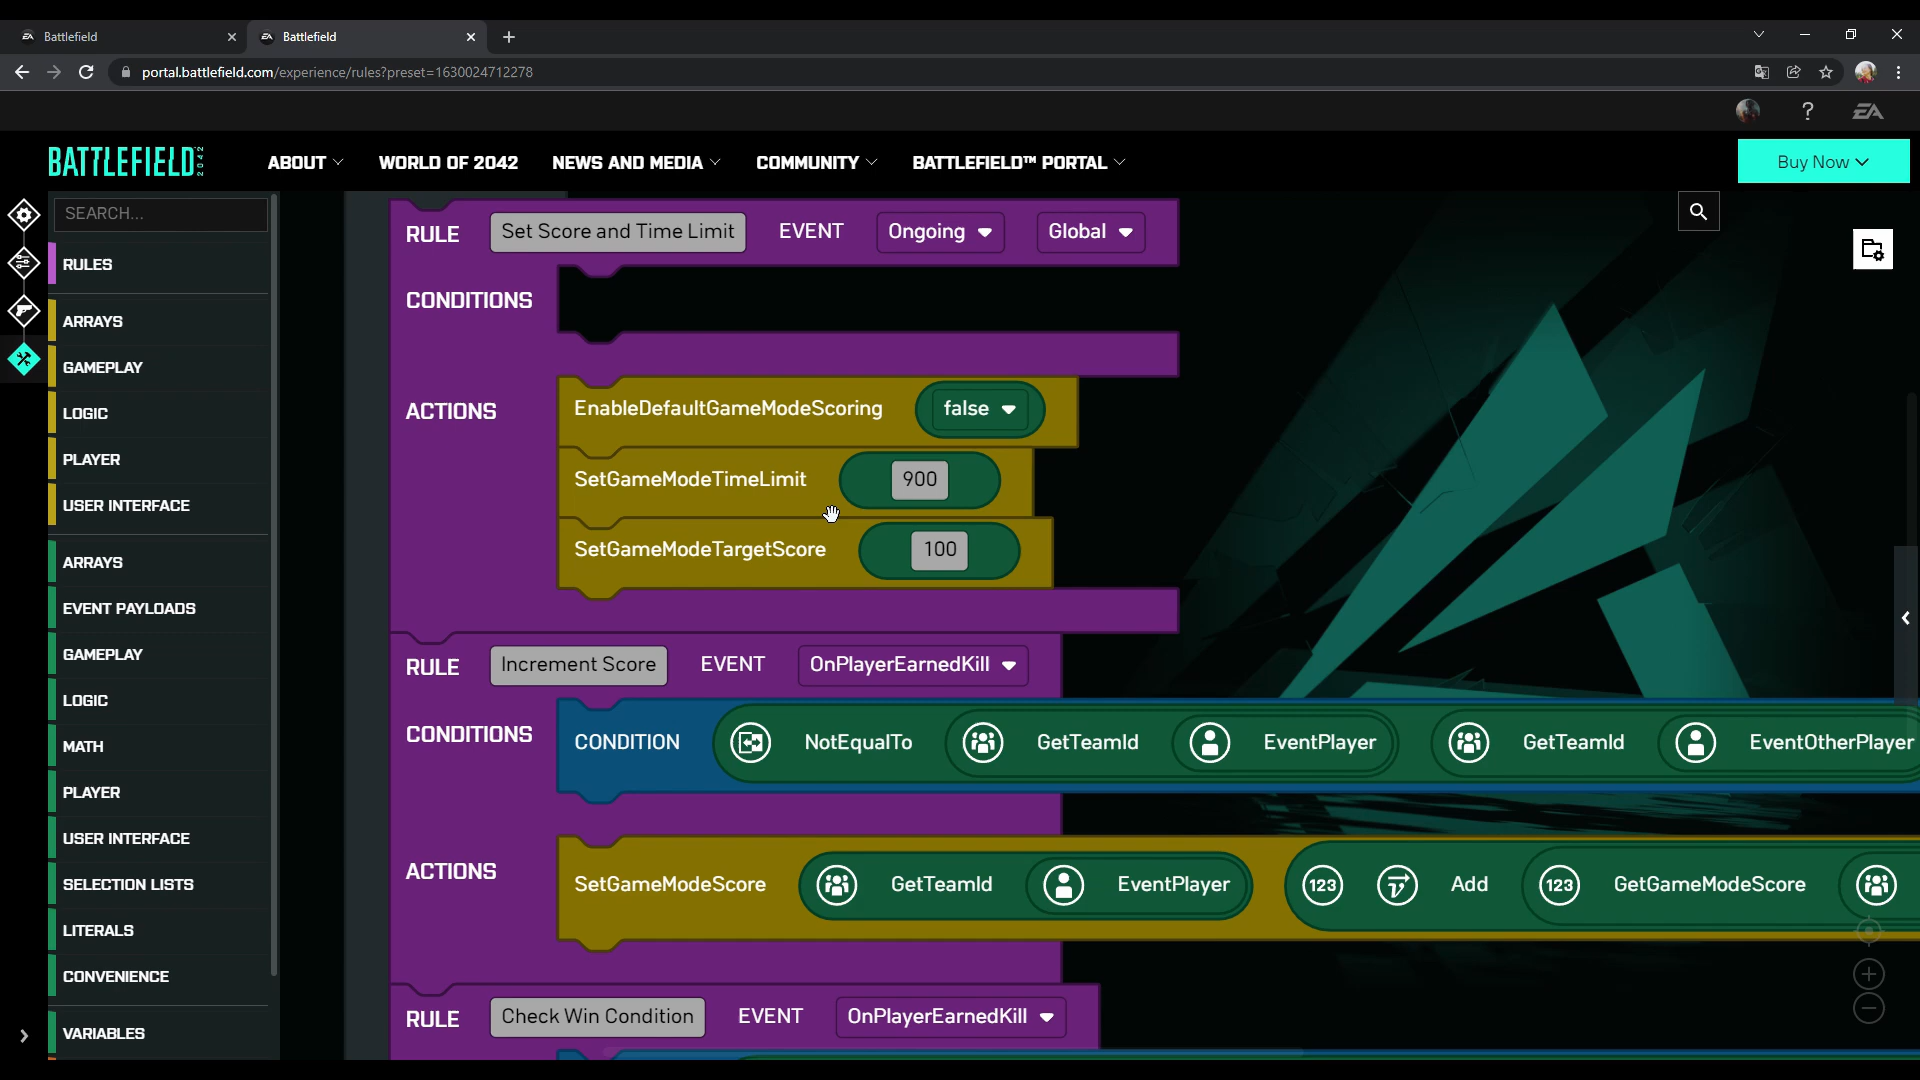 Battlefield
Battlefield
portal.battlefield.com/experience/rules?preset=1630024712278
EA
BATTLEFIELD 2042
ABOUT
WORLD OF 2042
NEWS AND MEDIA
COMMUNITY
BATTLEFIELD™ PORTAL
Buy Now
SEARCH...
RULES
ARRAYS
GAMEPLAY
LOGIC
PLAYER
USER INTERFACE
ARRAYS
EVENT PAYLOADS
GAMEPLAY
LOGIC
MATH
PLAYER
USER INTERFACE
SELECTION LISTS
LITERALS
CONVENIENCE
VARIABLES
RULE Set Score and Time Limit EVENT Ongoing Global
CONDITIONS
ACTIONS EnableDefaultGameModeScoring false
SetGameModeTimeLimit 900
SetGameModeTargetScore 100
RULE Increment Score EVENT OnPlayerEarnedKill
CONDITIONS CONDITION NotEqualTo GetTeamId EventPlayer GetTeamId EventOtherPlayer
ACTIONS SetGameModeScore GetTeamId EventPlayer 123 Add 123 GetGameModeScore
RULE Check Win Condition EVENT OnPlayerEarnedKill